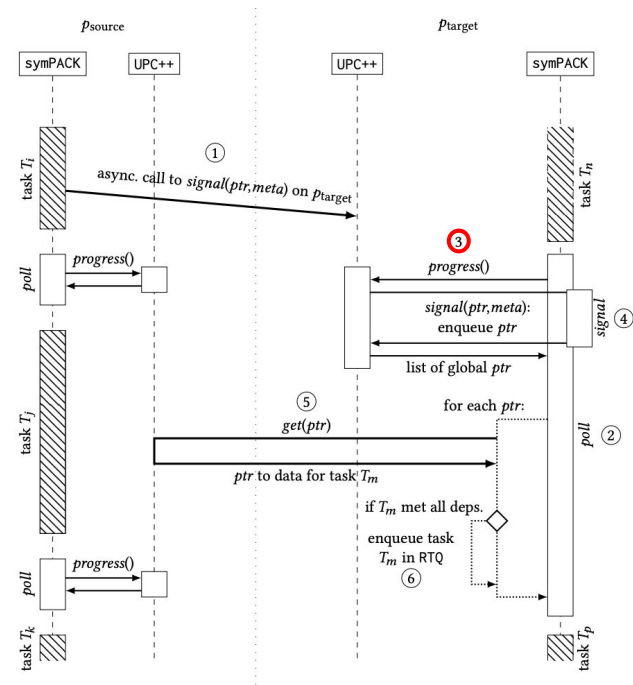 p_source
p_target
symPACK
UPC++
UPC++
symPACK
task T_i
task T_n
①
async. call to signal(ptr,meta) on p_target
③
poll
progress()
progress()
signal(ptr,meta):
enqueue ptr
signal
④
list of global ptr
task T_j
for each ptr:
⑤
get(ptr)
poll
②
ptr to data for task T_m
if T_m met all deps.
enqueue task
T_m in RTQ
⑥
poll
progress()
task T_k
task T_p